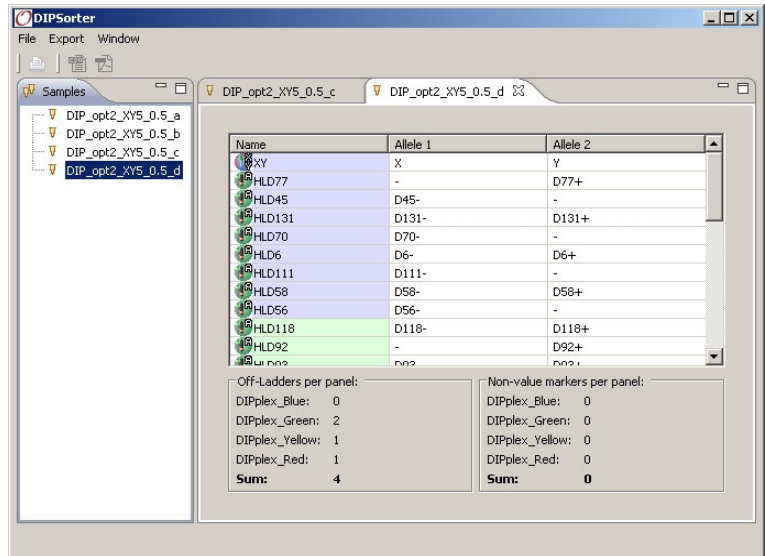 DIPSorter
File Export Window
Samples
DIP_opt2_XY5_0.5_a
DIP_opt2_XY5_0.5_b
DIP_opt2_XY5_0.5_c
DIP_opt2_XY5_0.5_d
DIP_opt2_XY5_0.5_c DIP_opt2_XY5_0.5_d
Name Allele 1 Allele 2
XY X Y
HLD77 - D77+
HLD45 D45- -
HLD131 D131- D131+
HLD70 D70- -
HLD6 D6- D6+
HLD111 D111- -
HLD58 D58- D58+
HLD56 D56- -
HLD118 D118- D118+
HLD92 - D92+
Off-Ladders per panel:
DIPplex_Blue: 0
DIPplex_Green: 2
DIPplex_Yellow: 1
DIPplex_Red: 1
Sum: 4
Non-value markers per panel:
DIPplex_Blue: 0
DIPplex_Green: 0
DIPplex_Yellow: 0
DIPplex_Red: 0
Sum: 0